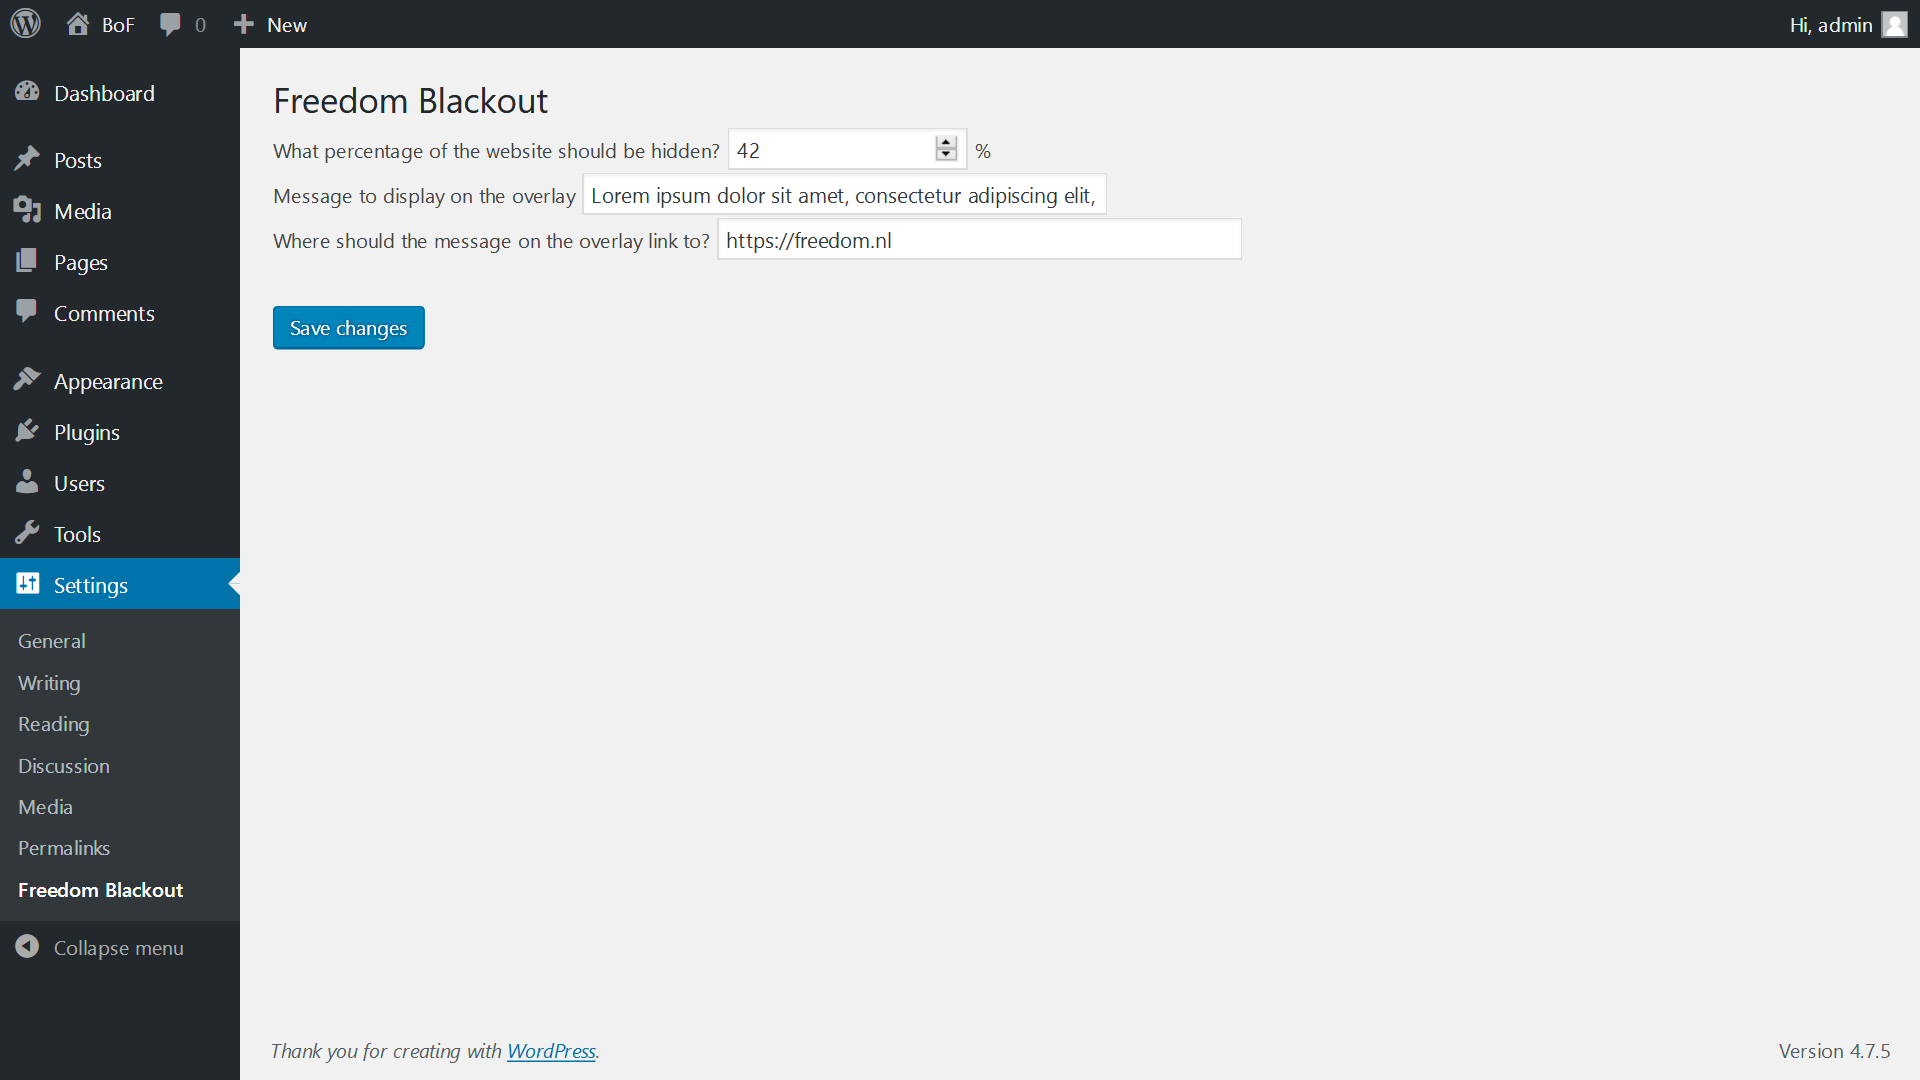 BoF 0 New Hi, admin
Dashboard
Posts
Media
Pages
Comments
Appearance
Plugins
Users
Tools
Settings
General
Writing
Reading
Discussion
Media
Permalinks
Freedom Blackout
Collapse menu
Freedom Blackout
What percentage of the website should be hidden? 42 %
Message to display on the overlay Lorem ipsum dolor sit amet, consectetur adipiscing elit,
Where should the message on the overlay link to? https://freedom.nl
Save changes
Thank you for creating with WordPress. Version 4.7.5